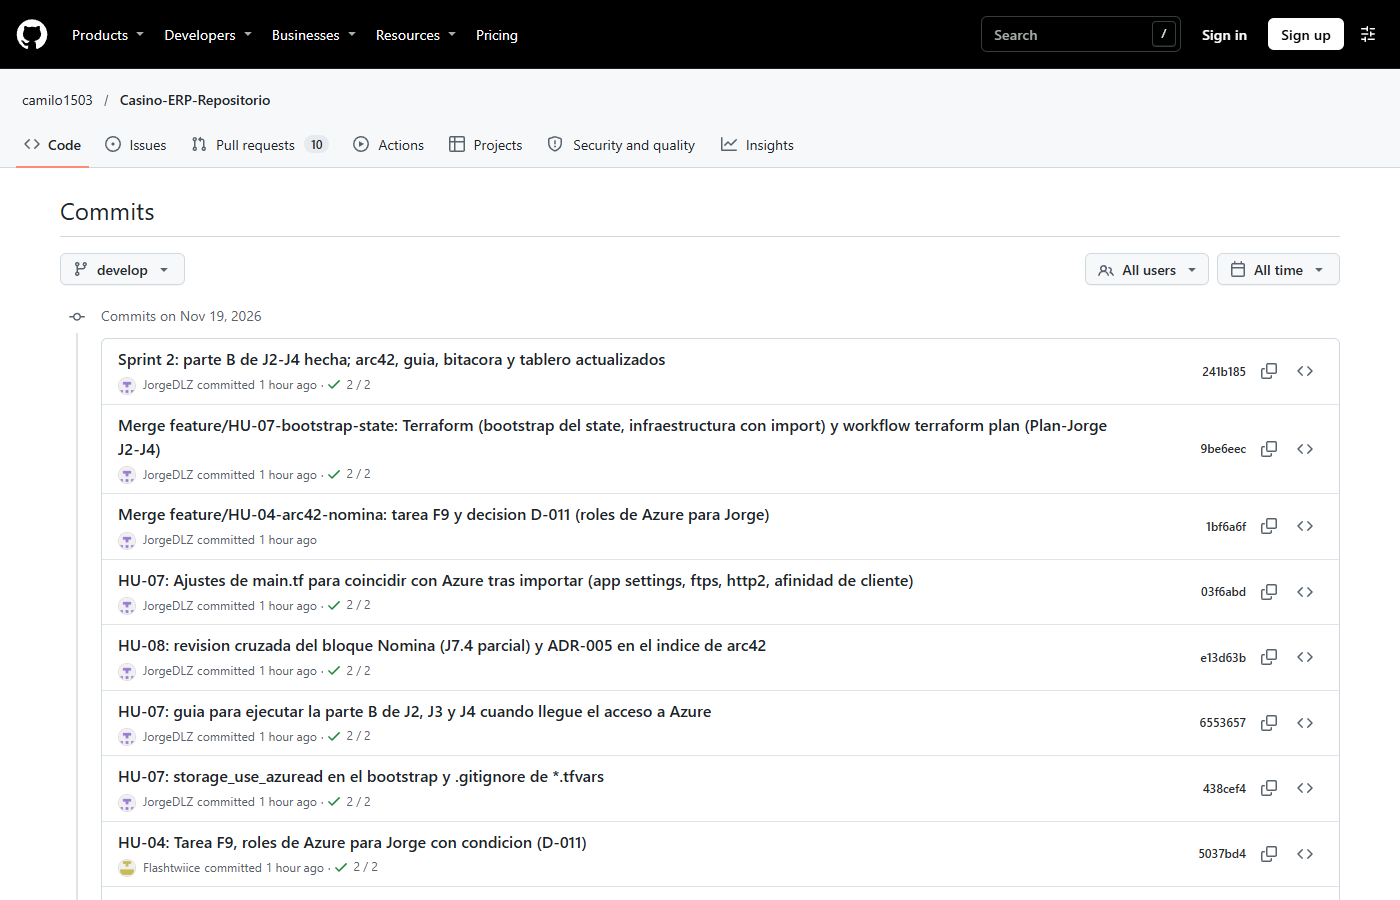 Products Developers Businesses Resources Pricing Search / Sign in Sign up
camilo1503 / Casino-ERP-Repositorio
Code Issues Pull requests 10 Actions Projects Security and quality Insights
Commits
develop All users All time
Commits on Nov 19, 2026
Sprint 2: parte B de J2-J4 hecha; arc42, guia, bitacora y tablero actualizados
JorgeDLZ committed 1 hour ago · 2 / 2
241b185
Merge feature/HU-07-bootstrap-state: Terraform (bootstrap del state, infraestructura con import) y workflow terraform plan (Plan-Jorge
J2-J4)
JorgeDLZ committed 1 hour ago · 2 / 2
9be6eec
Merge feature/HU-04-arc42-nomina: tarea F9 y decision D-011 (roles de Azure para Jorge)
JorgeDLZ committed 1 hour ago
1bf6a6f
HU-07: Ajustes de main.tf para coincidir con Azure tras importar (app settings, ftps, http2, afinidad de cliente)
JorgeDLZ committed 1 hour ago · 2 / 2
03f6abd
HU-08: revision cruzada del bloque Nomina (J7.4 parcial) y ADR-005 en el indice de arc42
JorgeDLZ committed 1 hour ago · 2 / 2
e13d63b
HU-07: guia para ejecutar la parte B de J2, J3 y J4 cuando llegue el acceso a Azure
JorgeDLZ committed 1 hour ago · 2 / 2
6553657
HU-07: storage_use_azuread en el bootstrap y .gitignore de *.tfvars
JorgeDLZ committed 1 hour ago · 2 / 2
438cef4
HU-04: Tarea F9, roles de Azure para Jorge con condicion (D-011)
Flashtwiice committed 1 hour ago · 2 / 2
5037bd4